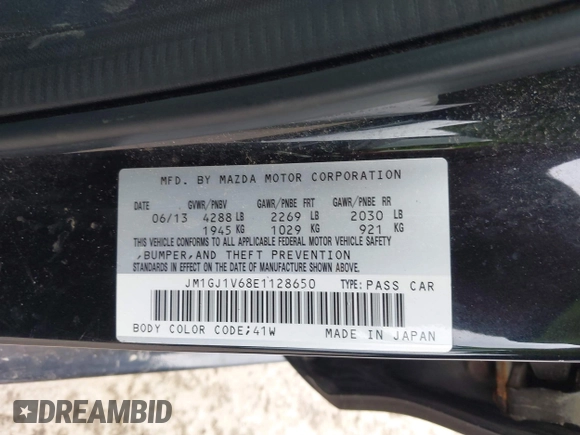 MFD. BY MAZDA MOTOR CORPORATION
DATE GVWR/PNBV GAWR/PNBE FRT GAWR/PNBE RR
06/13 4288 LB 2269 LB 2030 LB
1945 KG 1029 KG 921 KG
THIS VEHICLE CONFORMS TO ALL APPLICABLE FEDERAL MOTOR VEHICLE SAFETY
,BUMPER,AND THEFT PREVENTION
STANDARDS IN EFFECT ON THE DATE OF MANUFACTURE SHOWN ABOVE.
JM1GJ1V68E1128650 TYPE: PASS CAR
BODY COLOR CODE;41W MADE IN JAPAN
DREAMBID